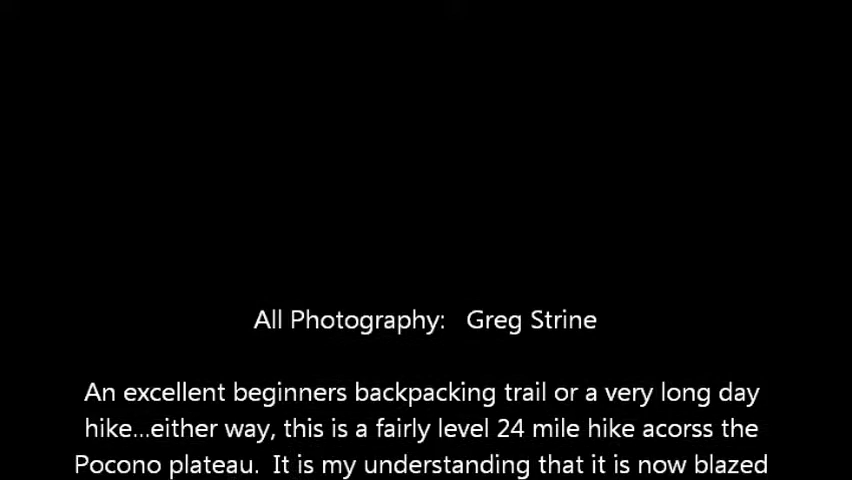 All Photography:   Greg Strine
An excellent beginners backpacking trail or a very long day
hike...either way, this is a fairly level 24 mile hike acorss the
Pocono plateau.  It is my understanding that it is now blazed